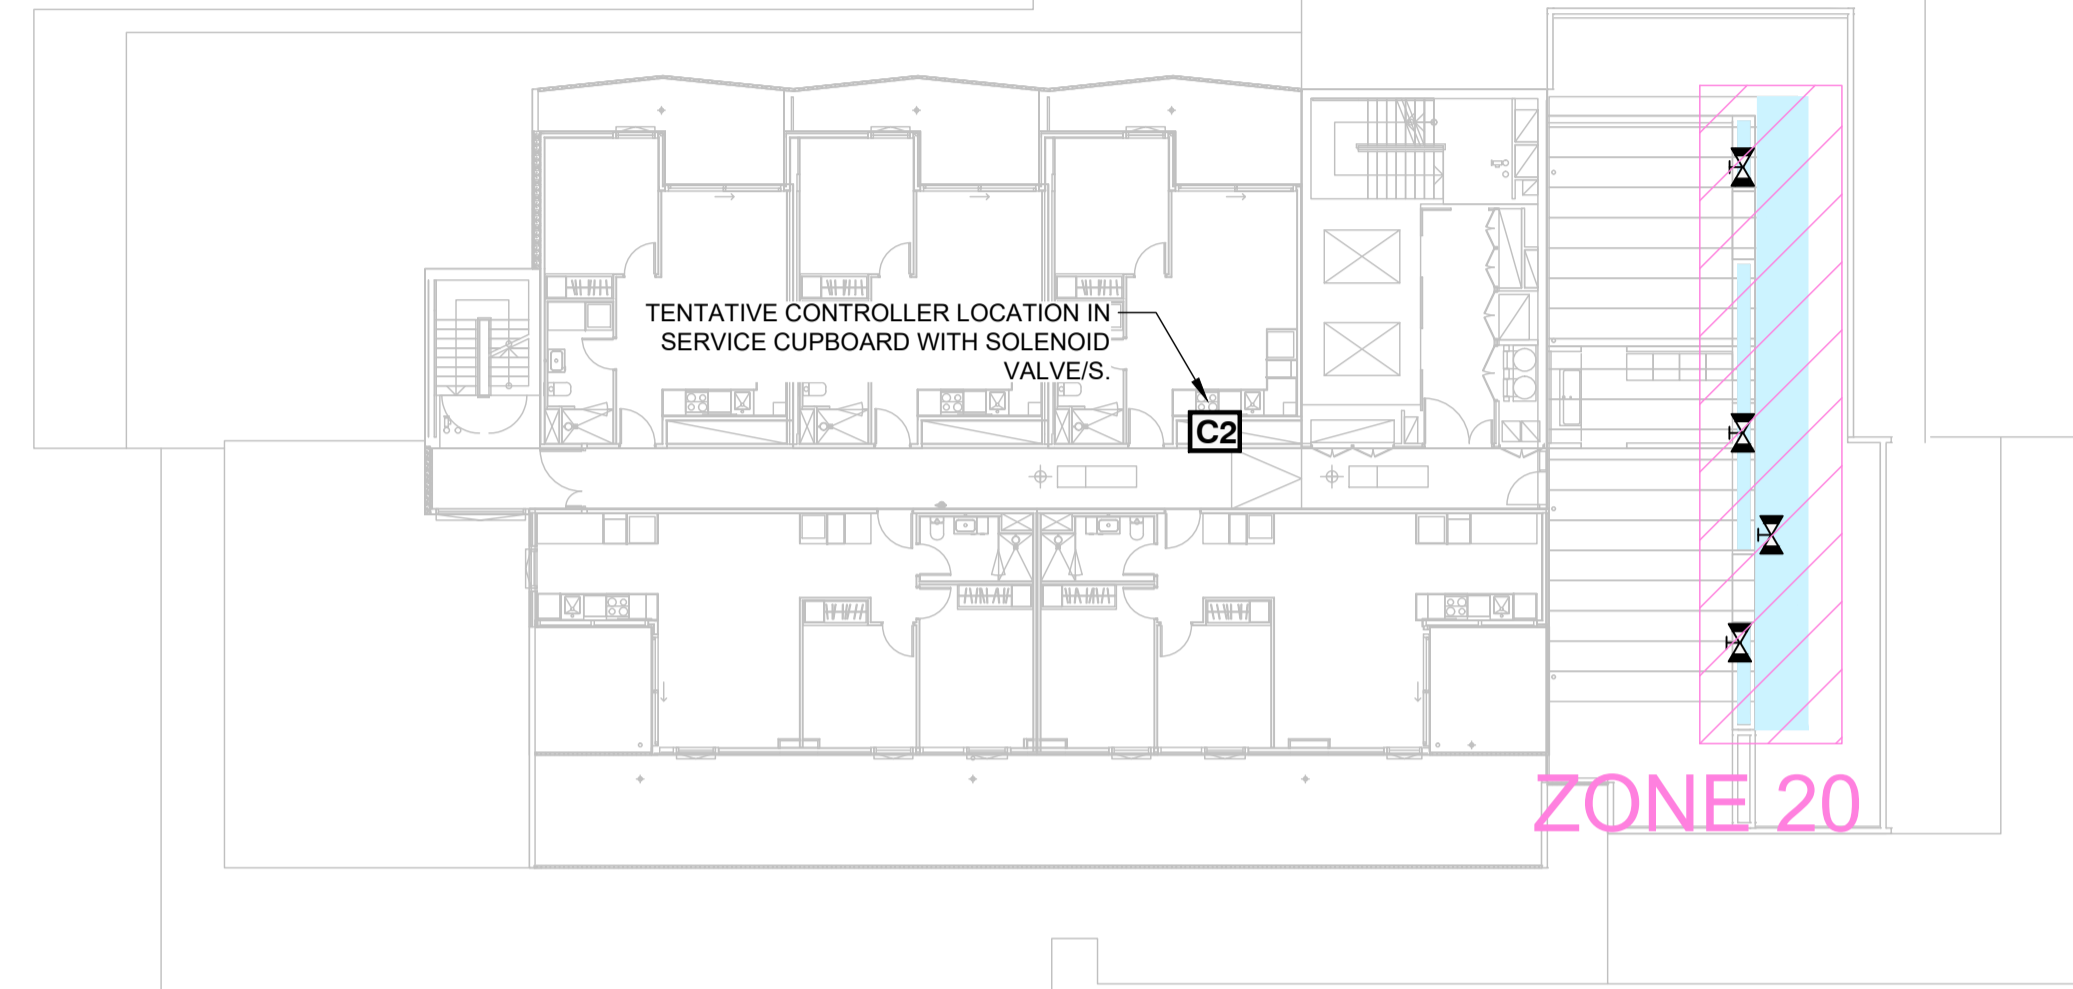 TENTATIVE CONTROLLER LOCATION IN
SERVICE CUPBOARD WITH SOLENOID
VALVE/S.
C2
ZONE 20